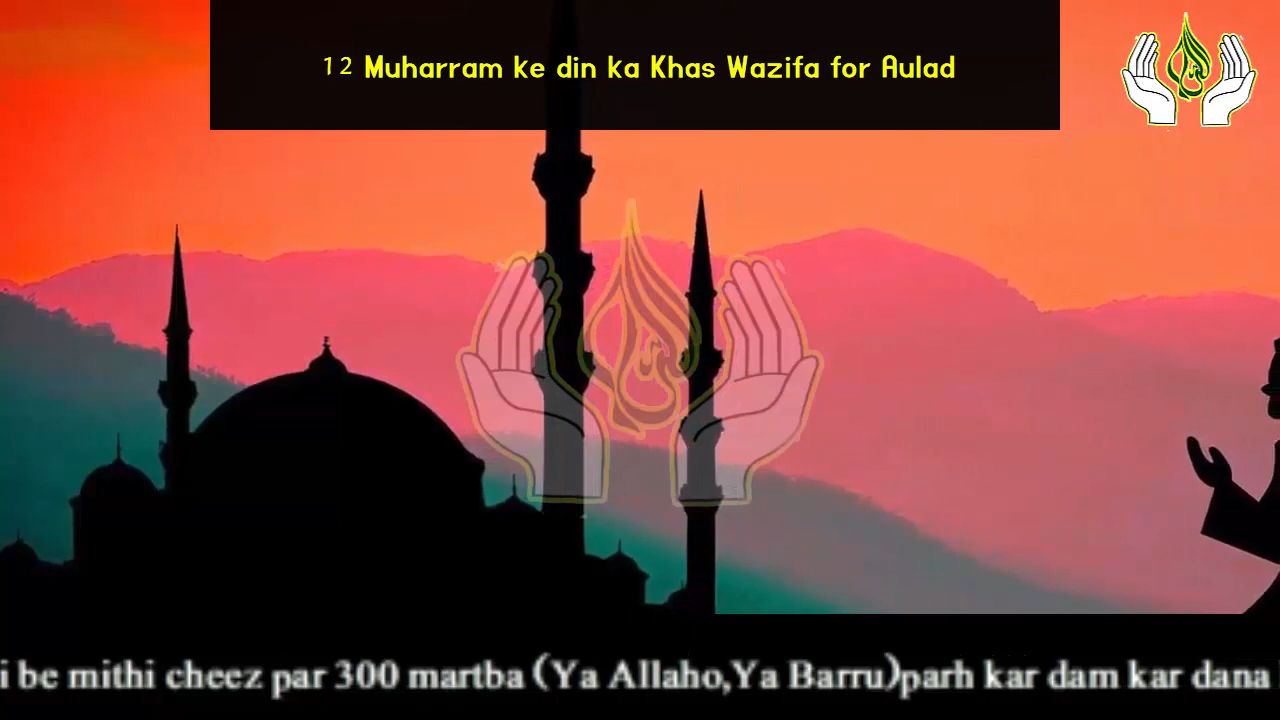 12 Muharram ke din ka Khas Wazifa for Aulad
i be mithi cheez par 300 martba (Ya Allaho,Ya Barru)parh kar dam kar dana